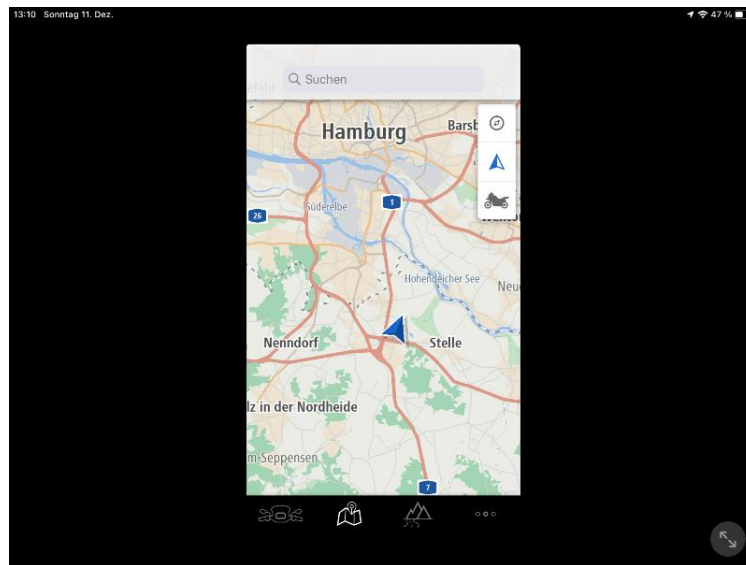 13:10 Sonntag 11. Dez.
47 %
Suchen
Hamburg
Barsb
26
1
Süderelbe
Hohendeicher See
Neu
Nenndorf
Stelle
lz in der Nordheide
m-Seppensen
7